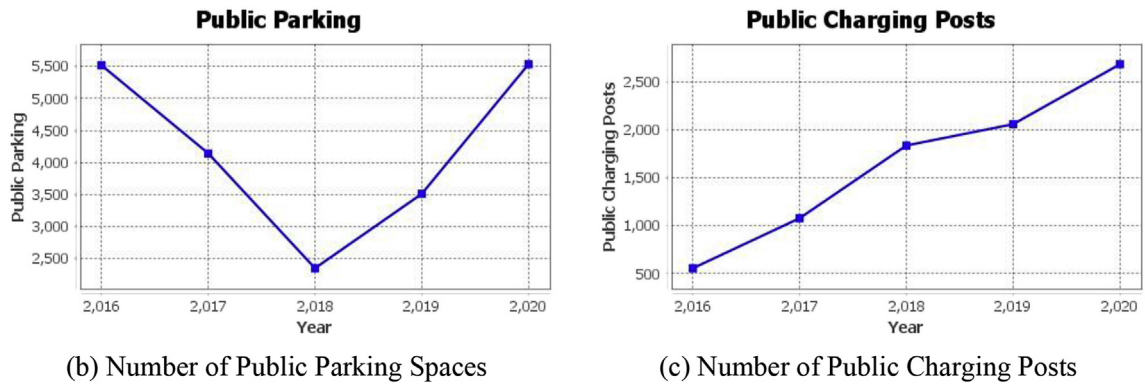 Public Parking
5,500
5,000
4,500
4,000
3,500
3,000
2,500
Public Parking
2,016 2,017 2,018 2,019 2,020
Year
(b) Number of Public Parking Spaces
Public Charging Posts
2,500
2,000
1,500
1,000
500
Public Charging Posts
2,016 2,017 2,018 2,019 2,020
Year
(c) Number of Public Charging Posts